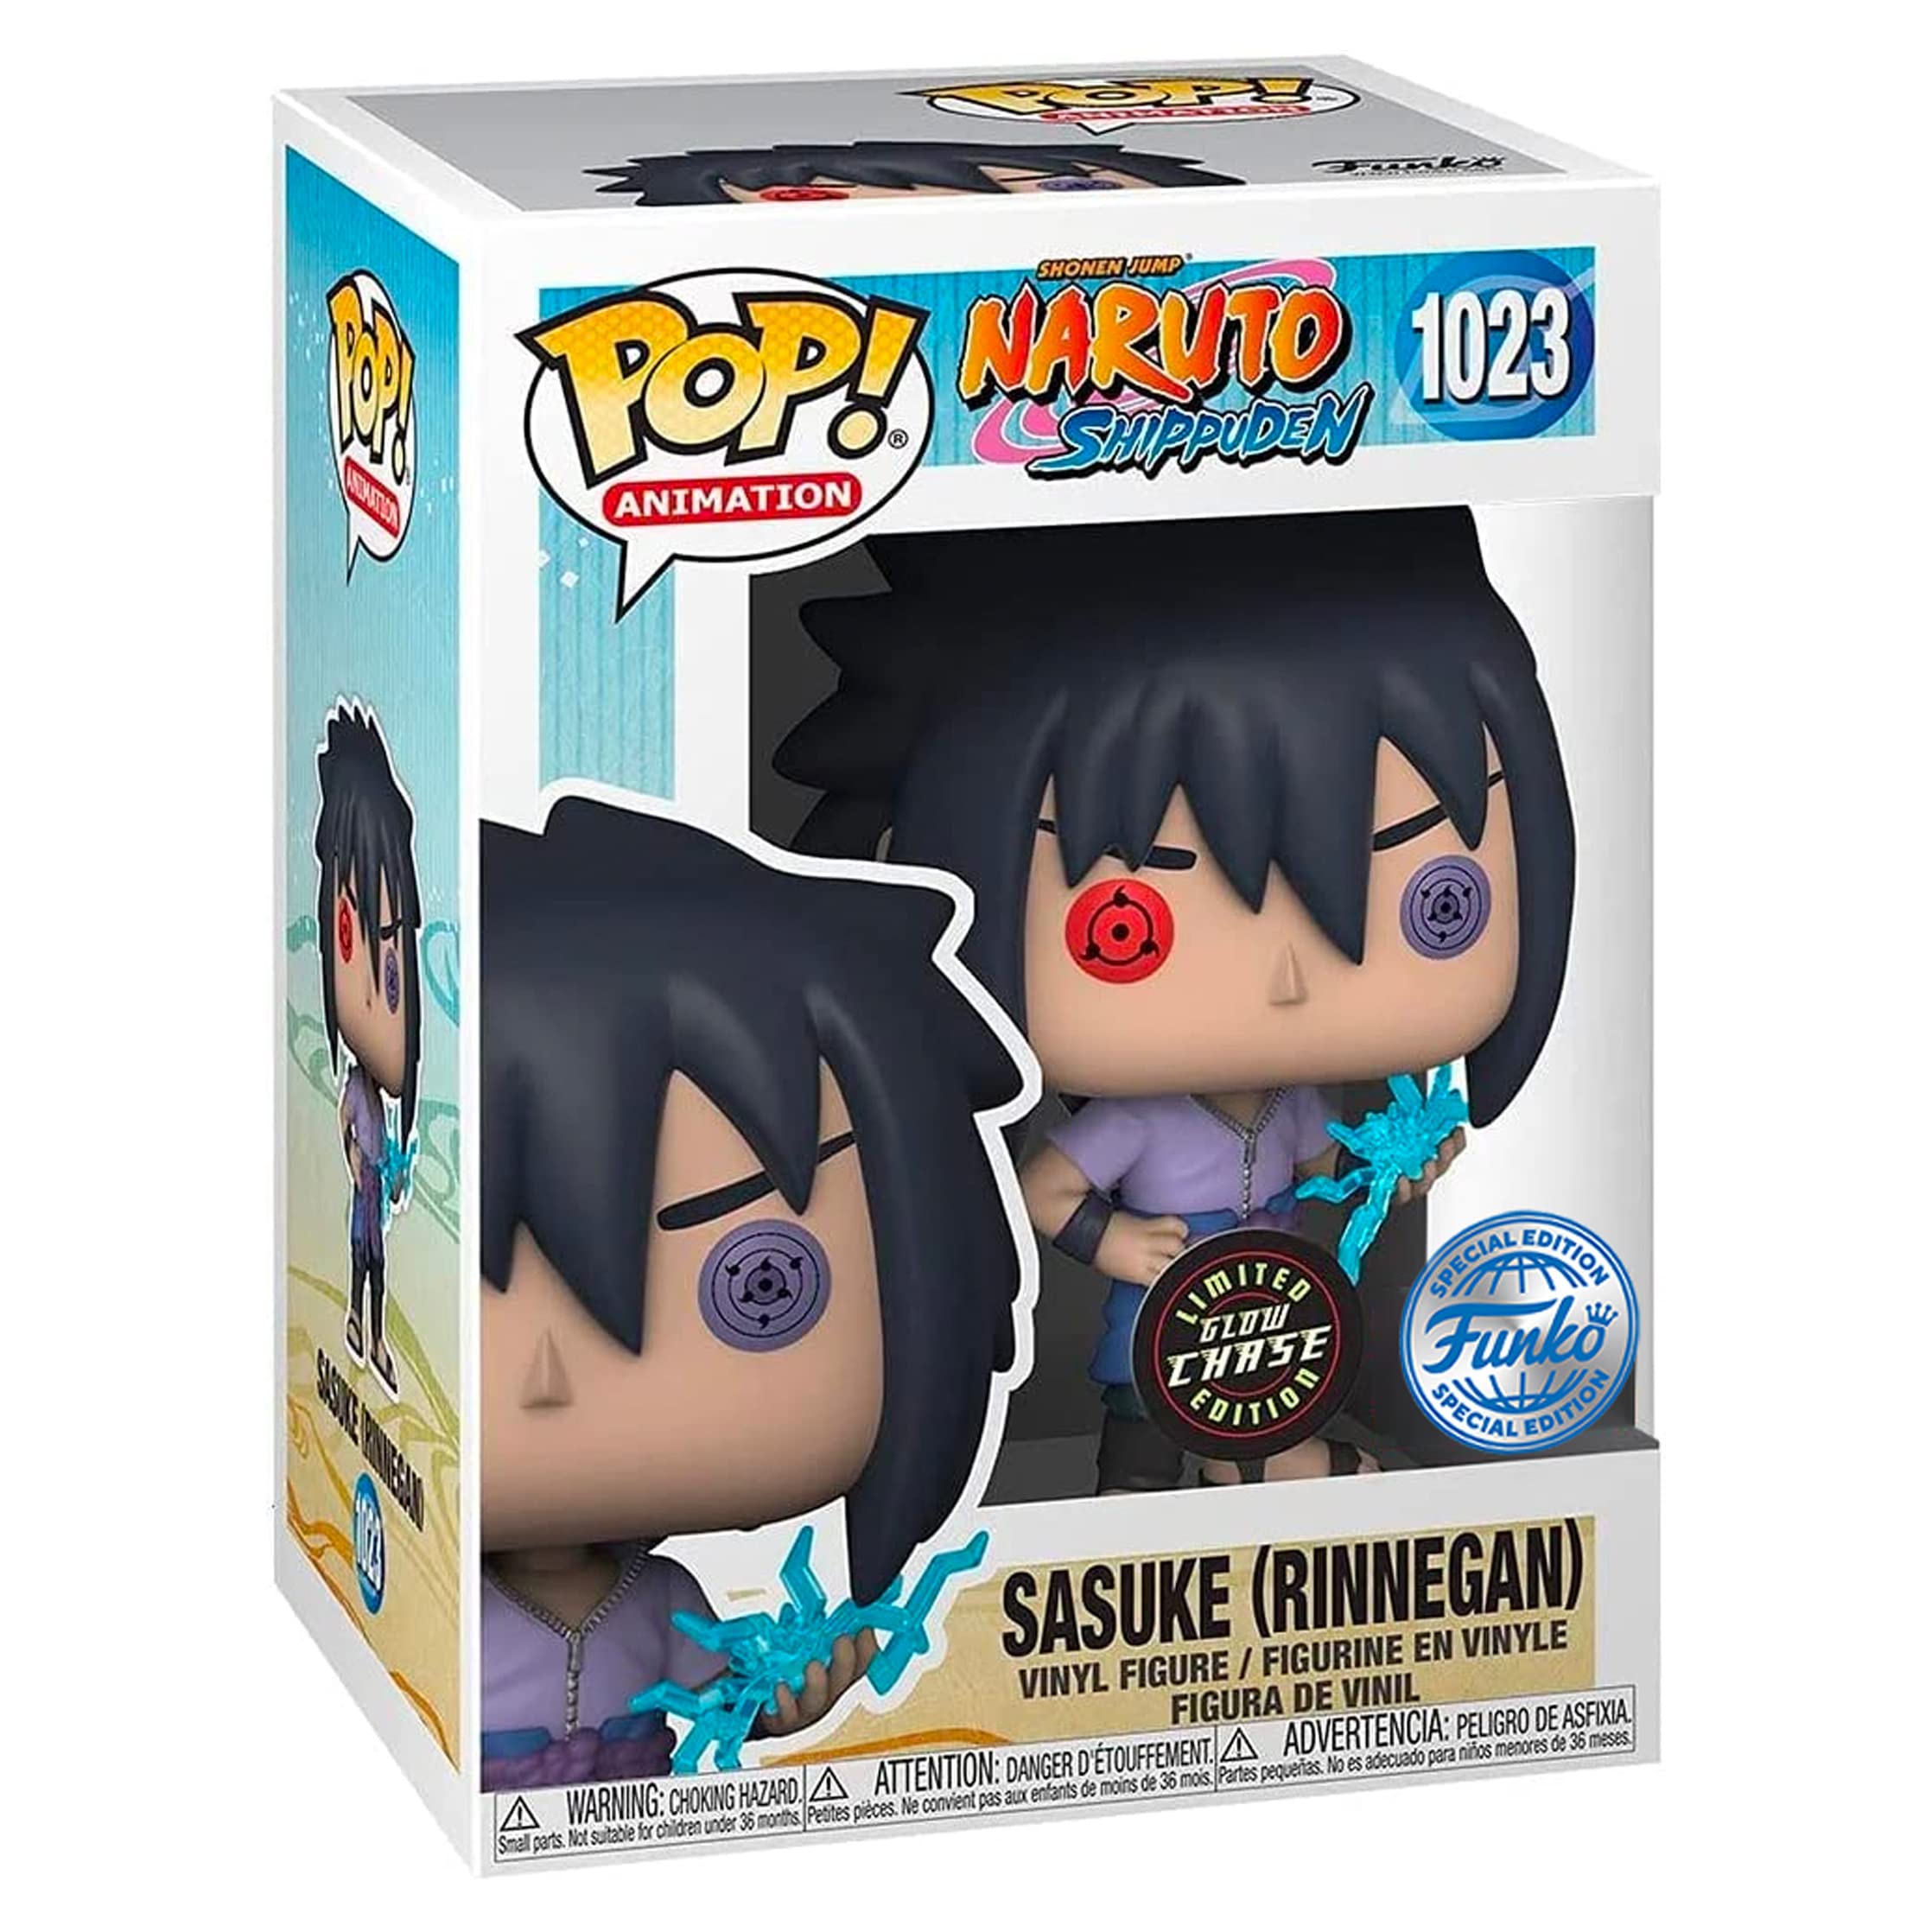 POP!
ANIMATION
Funko
POP!
ANIMATION
SASUKE (RINNEGAN)
1023
POP!®
ANIMATION
SHONEN JUMP
NARUTO
SHIPPUDEN
1023
LIMITED
GLOW
CHASE
EDITION
SPECIAL EDITION
Funko
SPECIAL EDITION
SASUKE (RINNEGAN)
VINYL FIGURE / FIGURINE EN VINYLE
FIGURA DE VINIL
WARNING: CHOKING HAZARD.
Small parts. Not suitable for children under 36 months.
ATTENTION: DANGER D'ÉTOUFFEMENT.
Petites pièces. Ne convient pas aux enfants de moins de 36 mois.
ADVERTENCIA: PELIGRO DE ASFIXIA.
Partes pequeñas. No es adecuado para niños menores de 36 meses.